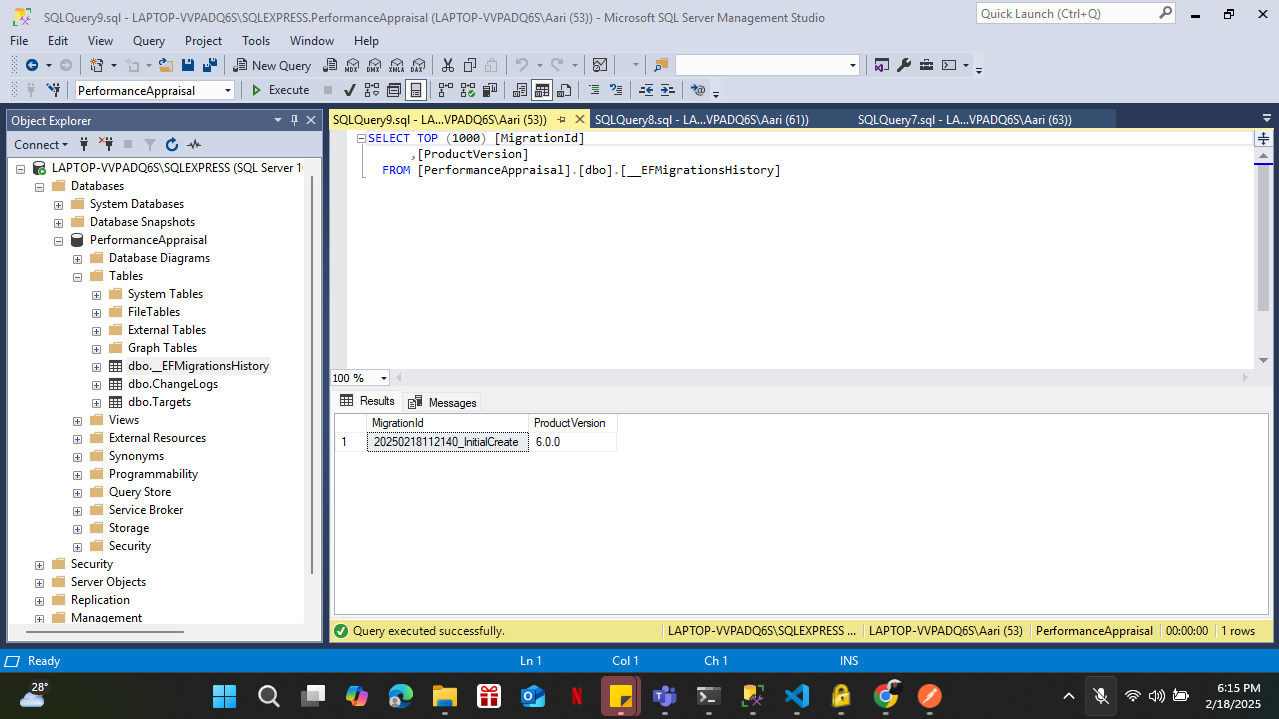 SQLQuery9.sql - LAPTOP-VVPADQ6S\SQLEXPRESS.PerformanceAppraisal (LAPTOP-VVPADQ6S\Aari (53)) - Microsoft SQL Server Management Studio
Quick Launch (Ctrl+Q)
File Edit View Query Project Tools Window Help
New Query
MDX DMX XMLA DAX
PerformanceAppraisal
Execute
Object Explorer
SQLQuery9.sql - LA...VPADQ6S\Aari (53))
SQLQuery8.sql - LA...VPADQ6S\Aari (61))
SQLQuery7.sql - LA...VPADQ6S\Aari (63))
Connect
LAPTOP-VVPADQ6S\SQLEXPRESS (SQL Server 1
Databases
System Databases
Database Snapshots
PerformanceAppraisal
Database Diagrams
Tables
System Tables
FileTables
External Tables
Graph Tables
dbo.__EFMigrationsHistory
dbo.ChangeLogs
dbo.Targets
Views
External Resources
Synonyms
Programmability
Query Store
Service Broker
Storage
Security
Security
Server Objects
Replication
Management
SELECT TOP (1000) [MigrationId]
,[ProductVersion]
FROM [PerformanceAppraisal].[dbo].[__EFMigrationsHistory]
100 %
Results Messages
MigrationId ProductVersion
1 20250218112140_InitialCreate 6.0.0
Query executed successfully.
LAPTOP-VVPADQ6S\SQLEXPRESS ... LAPTOP-VVPADQ6S\Aari (53) PerformanceAppraisal 00:00:00 1 rows
Ready
Ln 1 Col 1 Ch 1 INS
28°
6:15 PM
2/18/2025